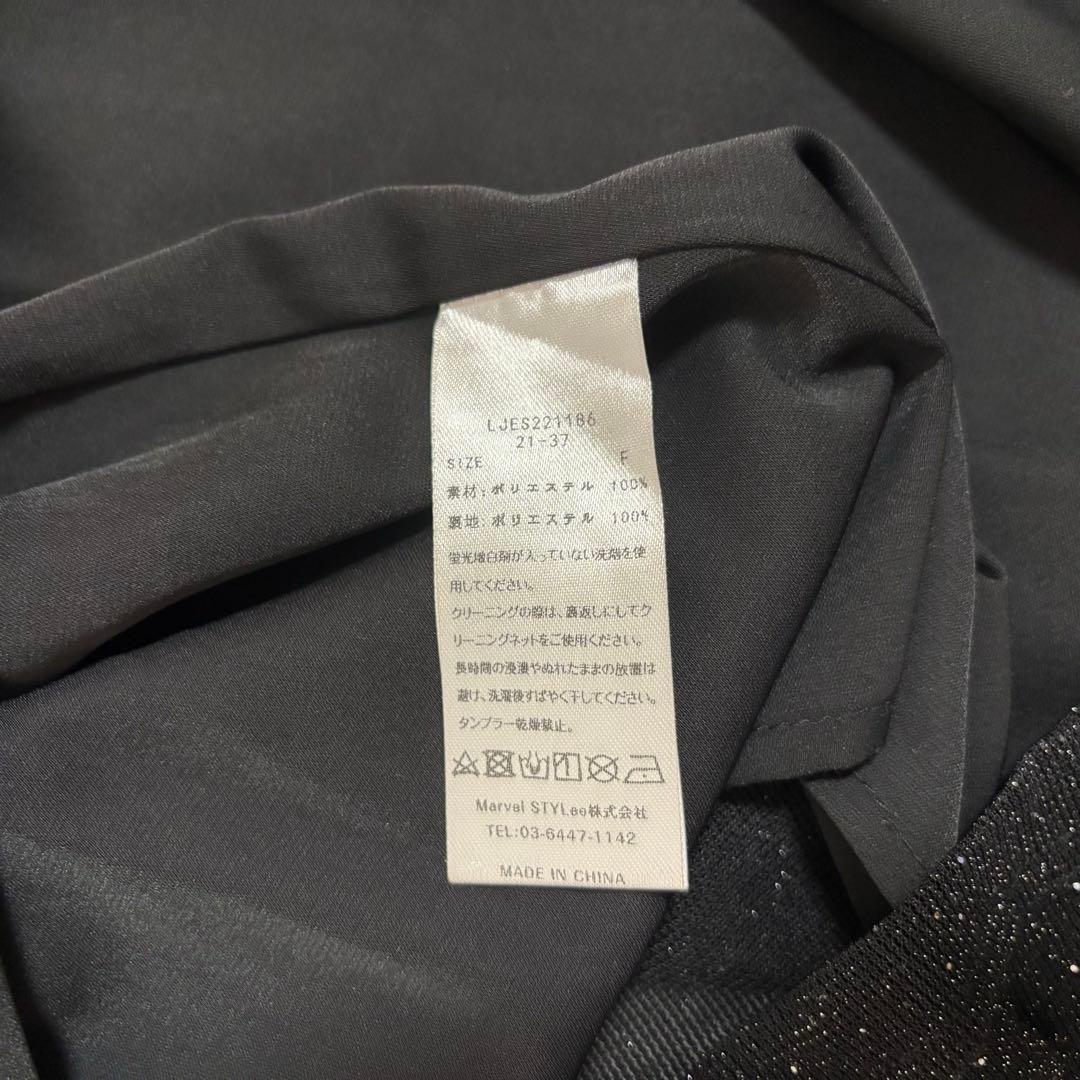 LJES221186
21-37
SIZE F
素材:ポリエステル 100%
裏地:ポリエステル 100%
蛍光増白剤が入っていない洗剤を使
用してください。
クリーニングの際は、裏返しにしてク
リーニングネットをご使用ください。
長時間の浸漬やぬれたままの放置は
避け、洗濯後すばやく干してください。
タンブラー乾燥禁止。
Marvel STYLee株式会社
TEL:03-6447-1142
MADE IN CHINA